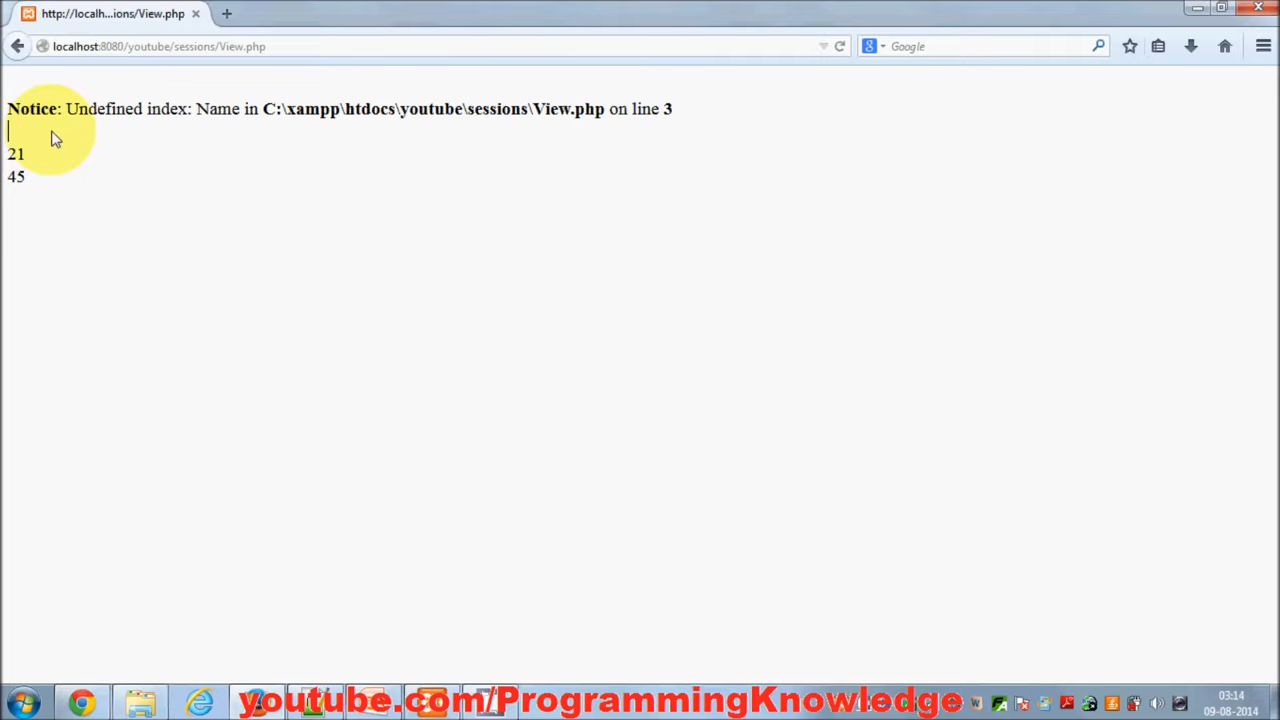 http://localh...ions/View.php
localhost:8080/youtube/sessions/View.php
Google
Notice: Undefined index: Name in C:\xampp\htdocs\youtube\sessions\View.php on line 3
21
45
youtube.com/ProgrammingKnowledge
03:14
09-08-2014